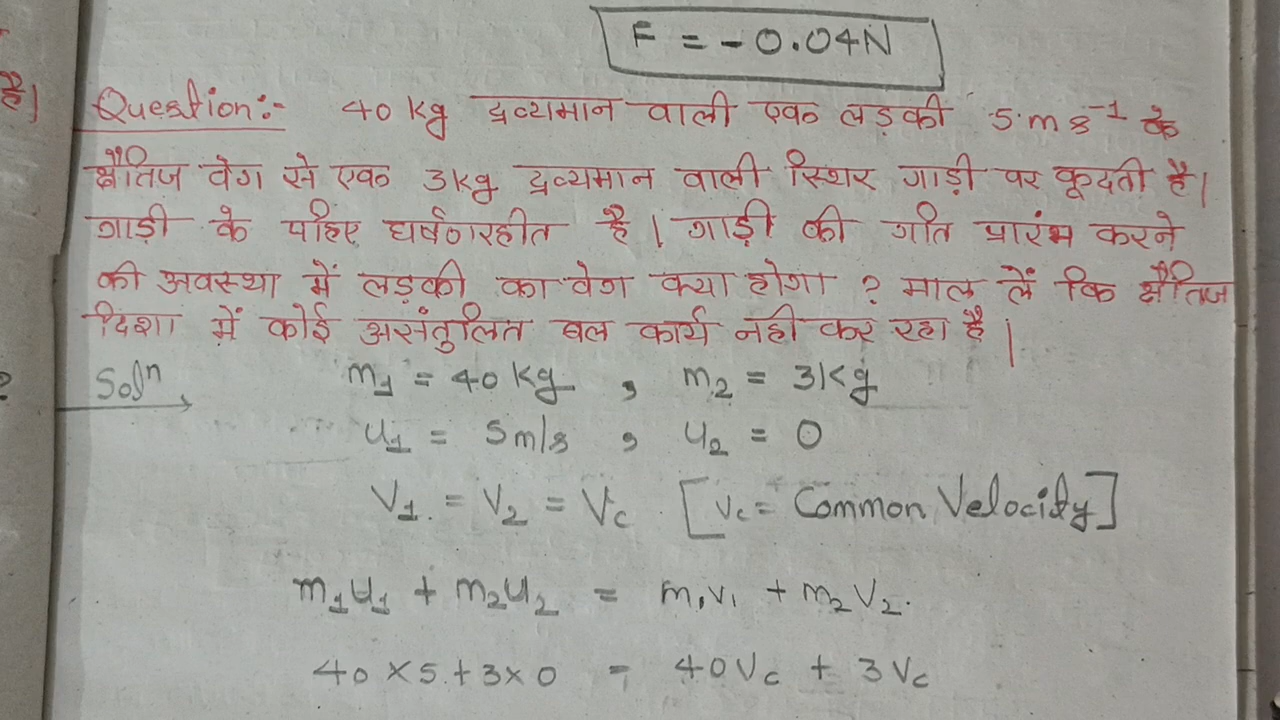 F = - 0.04N
है।
Question:- 40 kg द्रव्यमान वाली एक लड़की 5 m s⁻¹ के
क्षैतिज वेग से एक 3kg द्रव्यमान वाली स्थिर गाड़ी पर कूदती है।
गाड़ी के पहिए घर्षणरहीत है। गाड़ी की गति प्रारंभ करने
की अवस्था में लड़की का वेग क्या होगा ? माल लें कि क्षैतिज
दिशा में कोई असंतुलित बल कार्य नही कर रहा है।
Solⁿ m₁ = 40 kg , m₂ = 3kg
u₁ = 5m/s , u₂ = 0
V₁ = V₂ = Vc [Vc = Common Velocity]
m₁u₁ + m₂u₂ = m₁v₁ + m₂v₂.
40 x 5 + 3 x 0 = 40Vc + 3Vc